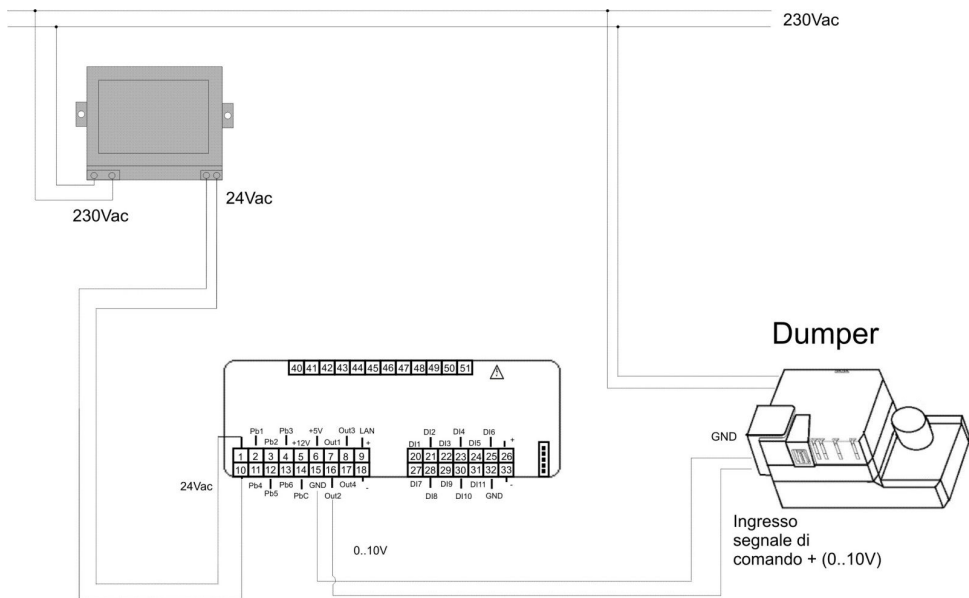 230Vac
24Vac
230Vac
Dumper
40 41 42 43 44 45 46 47 48 49 50 51
Pb1 Pb3 +5V Out3 LAN
Pb2 +12V Out1 +
DI2 DI4 DI6
DI1 DI3 DI5 +
GND
1 2 3 4 5 6 7 8 9
10 11 12 13 14 15 16 17 18
20 21 22 23 24 25 26
27 28 29 30 31 32 33
24Vac
Pb4 Pb6 GND Out4 -
Pb5 PbC Out2
DI7 DI9 DI11 -
DI8 DI10 GND
0..10V
Ingresso
segnale di
comando + (0..10V)